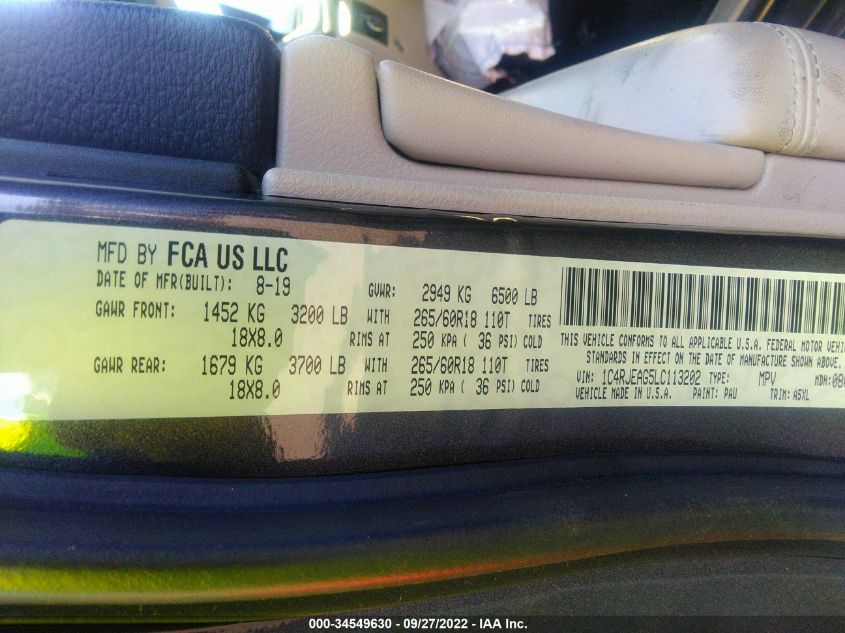 MFD BY FCA US LLC
DATE OF MFR(BUILT): 8-19 GVWR: 2949 KG 6500 LB
GAWR FRONT: 1452 KG 3200 LB WITH 265/60R18 110T TIRES
18X8.0 RIMS AT 250 KPA ( 36 PSI) COLD
GAWR REAR: 1679 KG 3700 LB WITH 265/60R18 110T TIRES
18X8.0 RIMS AT 250 KPA ( 36 PSI) COLD
THIS VEHICLE CONFORMS TO ALL APPLICABLE U.S.A. FEDERAL MOTOR
STANDARDS IN EFFECT ON THE DATE OF MANUFACTURE SHOWN ABOVE.
VIN: 1C4RJEAG5LC113202 TYPE: MPV MDH:
VEHICLE MADE IN U.S.A. PAINT: PAU TRIM: A5XL
000-34549630 - 09/27/2022 - IAA Inc.